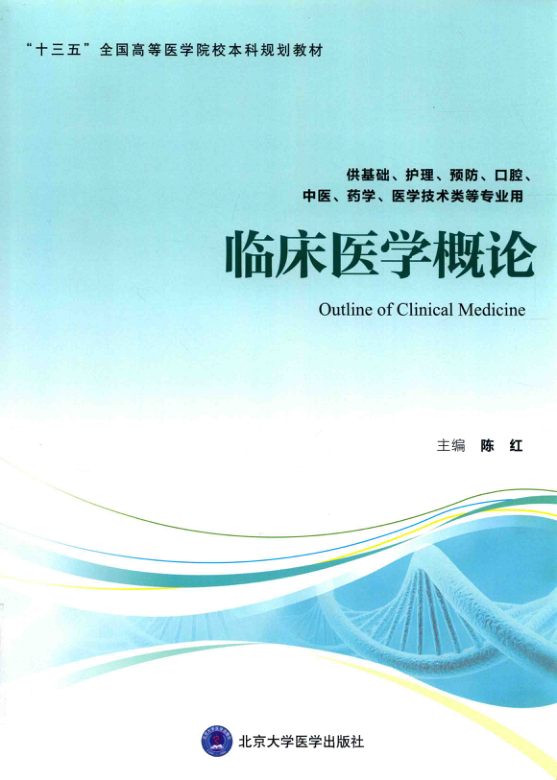 “十三五”全国高等医学院校本科规划教材
供基础、护理、预防、口腔、
中医、药学、医学技术类等专业用
临床医学概论
Outline of Clinical Medicine
主编 陈 红
北京大学医学出版社